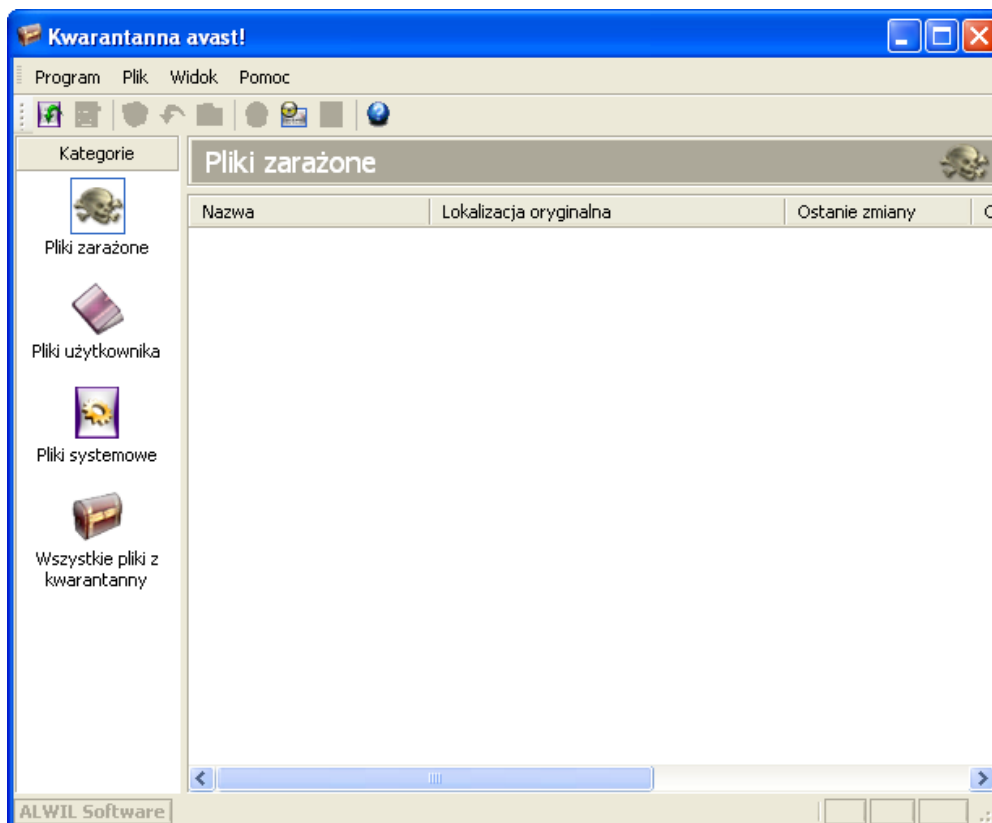 Kwarantanna avast!
Program Plik Widok Pomoc
Kategorie
Pliki zarażone
Pliki użytkownika
Pliki systemowe
Wszystkie pliki z
kwarantanny
Pliki zarażone
Nazwa Lokalizacja oryginalna Ostanie zmiany
ALWIL Software